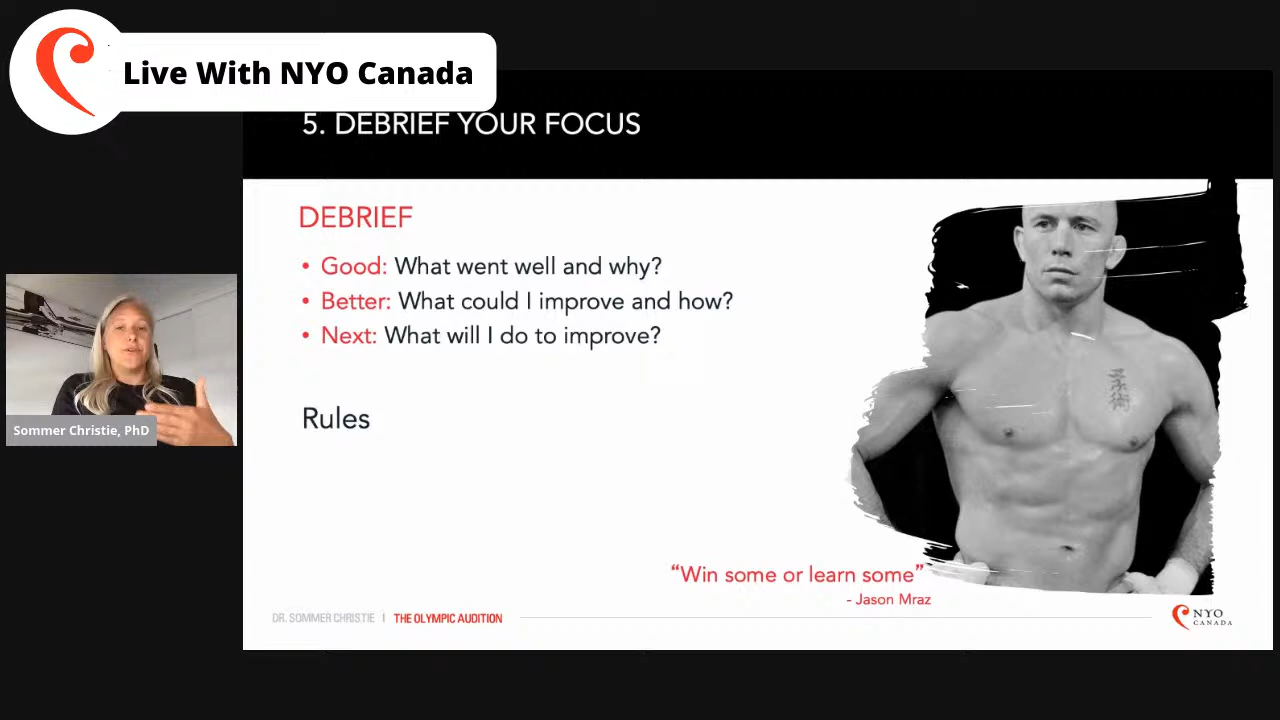 Live With NYO Canada
5. DEBRIEF YOUR FOCUS
DEBRIEF
• Good: What went well and why?
• Better: What could I improve and how?
• Next: What will I do to improve?
Rules
Sommer Christie, PhD
“Win some or learn some”
- Jason Mraz
DR. SOMMER CHRISTIE | THE OLYMPIC AUDITION
NYO
CANADA